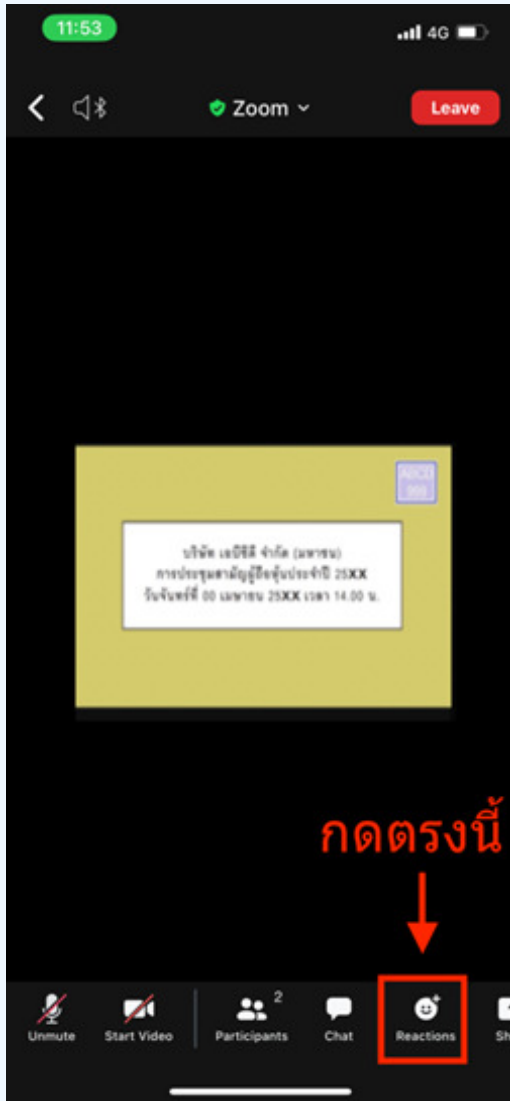 11:53
4G
Zoom
Leave
ABCD
000
บริษัท เอบีซีดี จำกัด (มหาชน)
การประชุมสามัญผู้ถือหุ้นประจำปี 25XX
วันจันทร์ที่ 00 เมษายน 25XX เวลา 14.00 น.
กดตรงนี้
2
Unmute
Start Video
Participants
Chat
Reactions
Sh